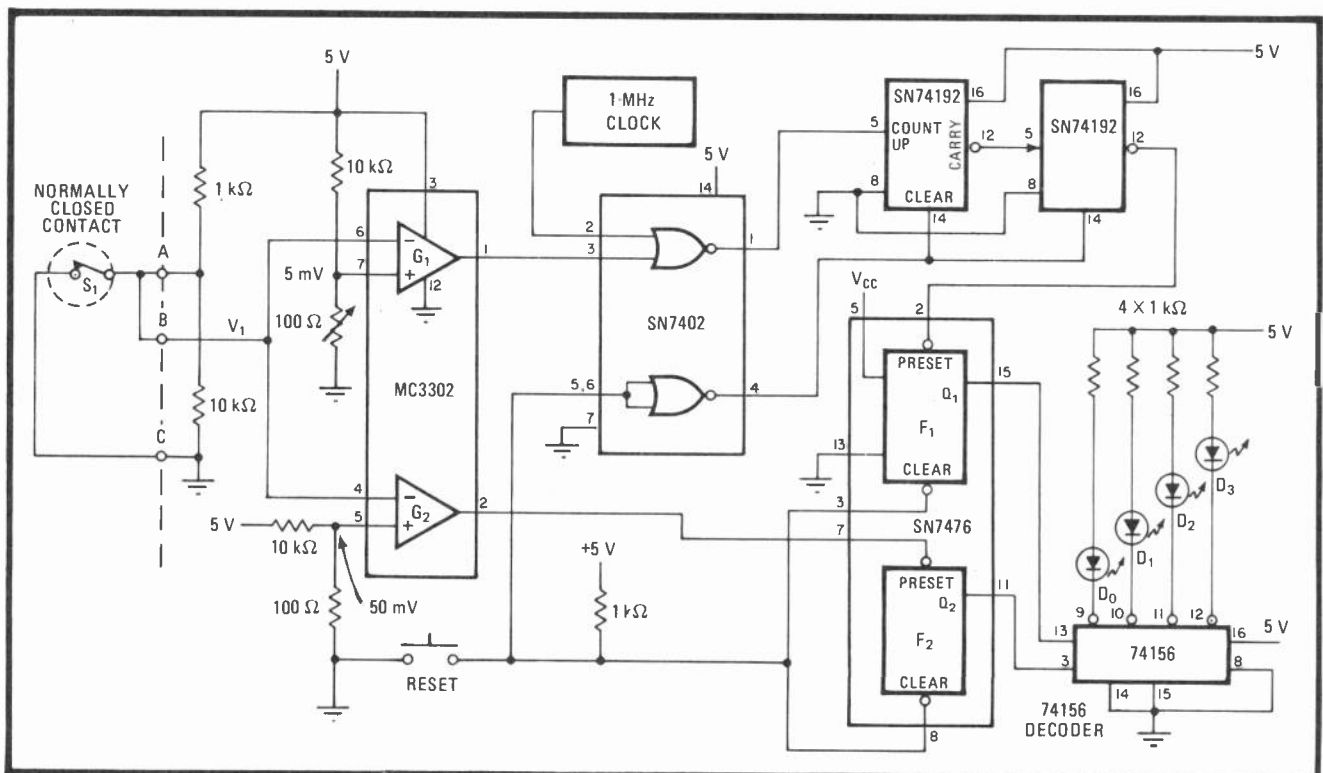 5 V
1 kΩ
NORMALLY
CLOSED
CONTACT
S1
A
B
V1
10 kΩ
C
10 kΩ
5 mV
100 Ω
3
6
7
G1
1
12
MC3302
4
5
G2
2
5 V
10 kΩ
100 Ω
50 mV
RESET
+5 V
1 kΩ
1-MHz
CLOCK
5 V
14
2
3
1
SN7402
5,6
4
7
SN74192
16
5
COUNT
UP
CARRY
12
8
CLEAR
14
5 V
SN74192
16
5
12
8
14
VCC
5
2
PRESET
Q1
15
F1
13
CLEAR
3
SN7476
7
PRESET
Q2
11
F2
CLEAR
8
4 X 1 kΩ
5 V
D0
D1
D2
D3
9
10
11
12
13
3
74156
16
5 V
8
14
15
74156
DECODER